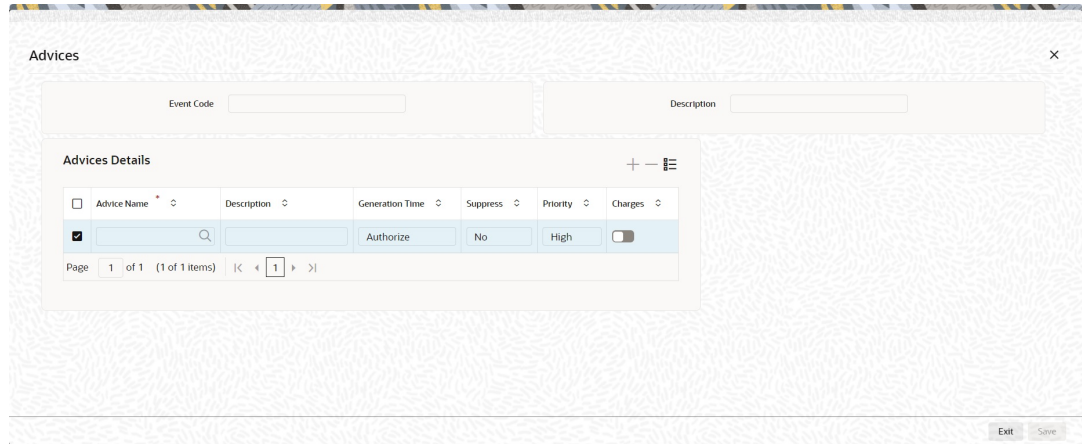 Advices
Event Code Description
Advices Details
Advice Name * Description Generation Time Suppress Priority Charges
Authorize No High
Page 1 of 1 (1 of 1 items) 1
Exit Save